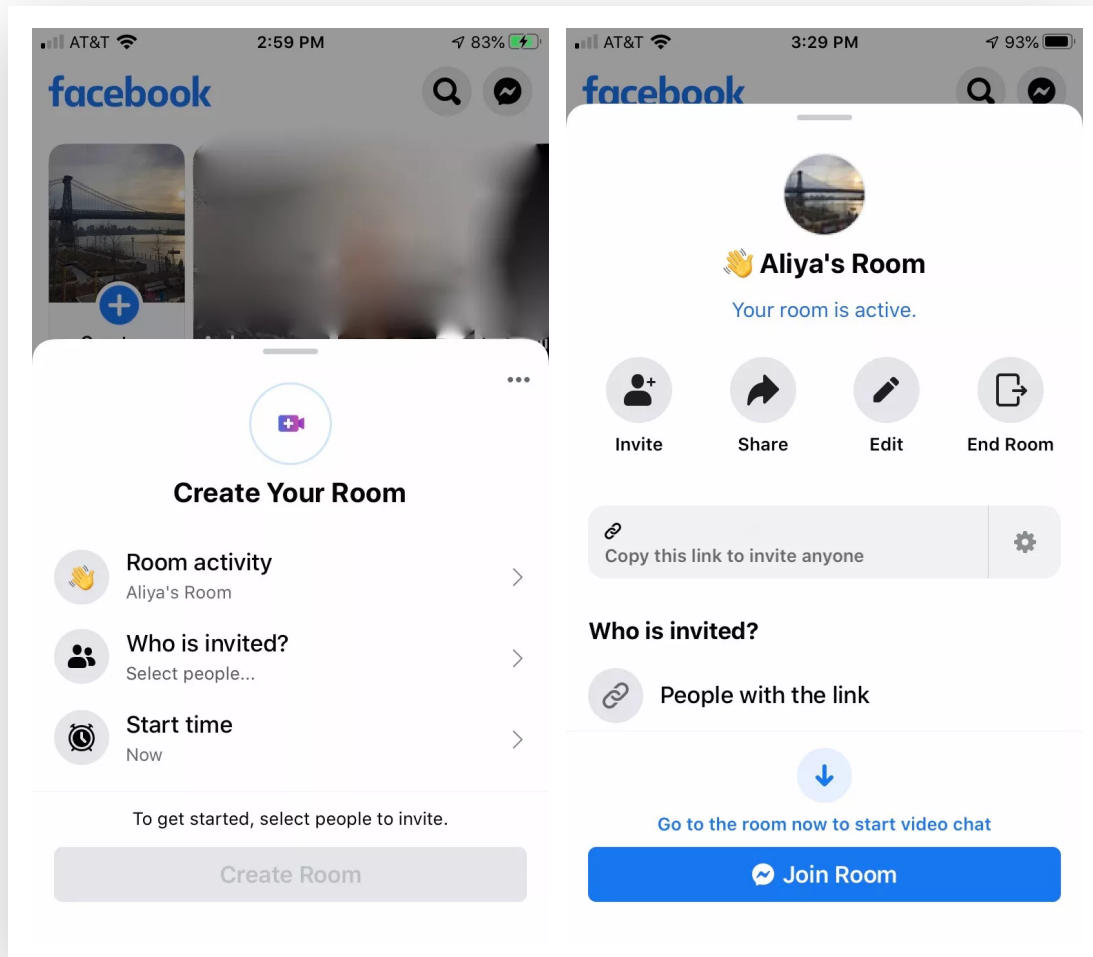 AT&T 2:59 PM 83%
facebook
Create Your Room
Room activity
Aliya's Room
Who is invited?
Select people...
Start time
Now
To get started, select people to invite.
Create Room
AT&T 3:29 PM 93%
facebook
Aliya's Room
Your room is active.
Invite Share Edit End Room
Copy this link to invite anyone
Who is invited?
People with the link
Go to the room now to start video chat
Join Room